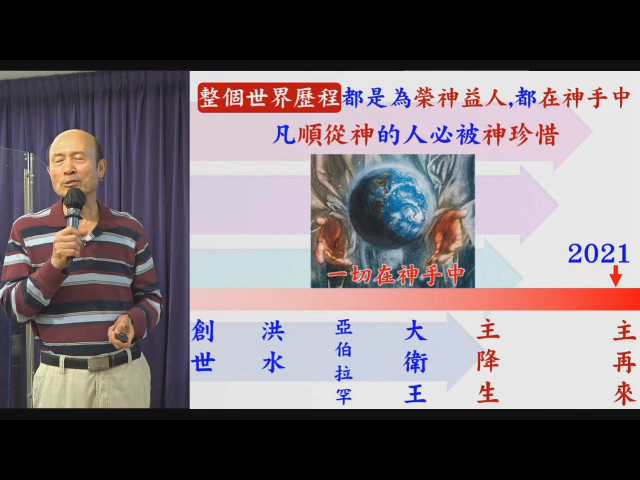 整個世界歷程都是為榮神益人,都在神手中
凡順從神的人必被神珍惜
一切在神手中
2021
創世
洪水
亞伯拉罕
大衛王
主降生
主再來